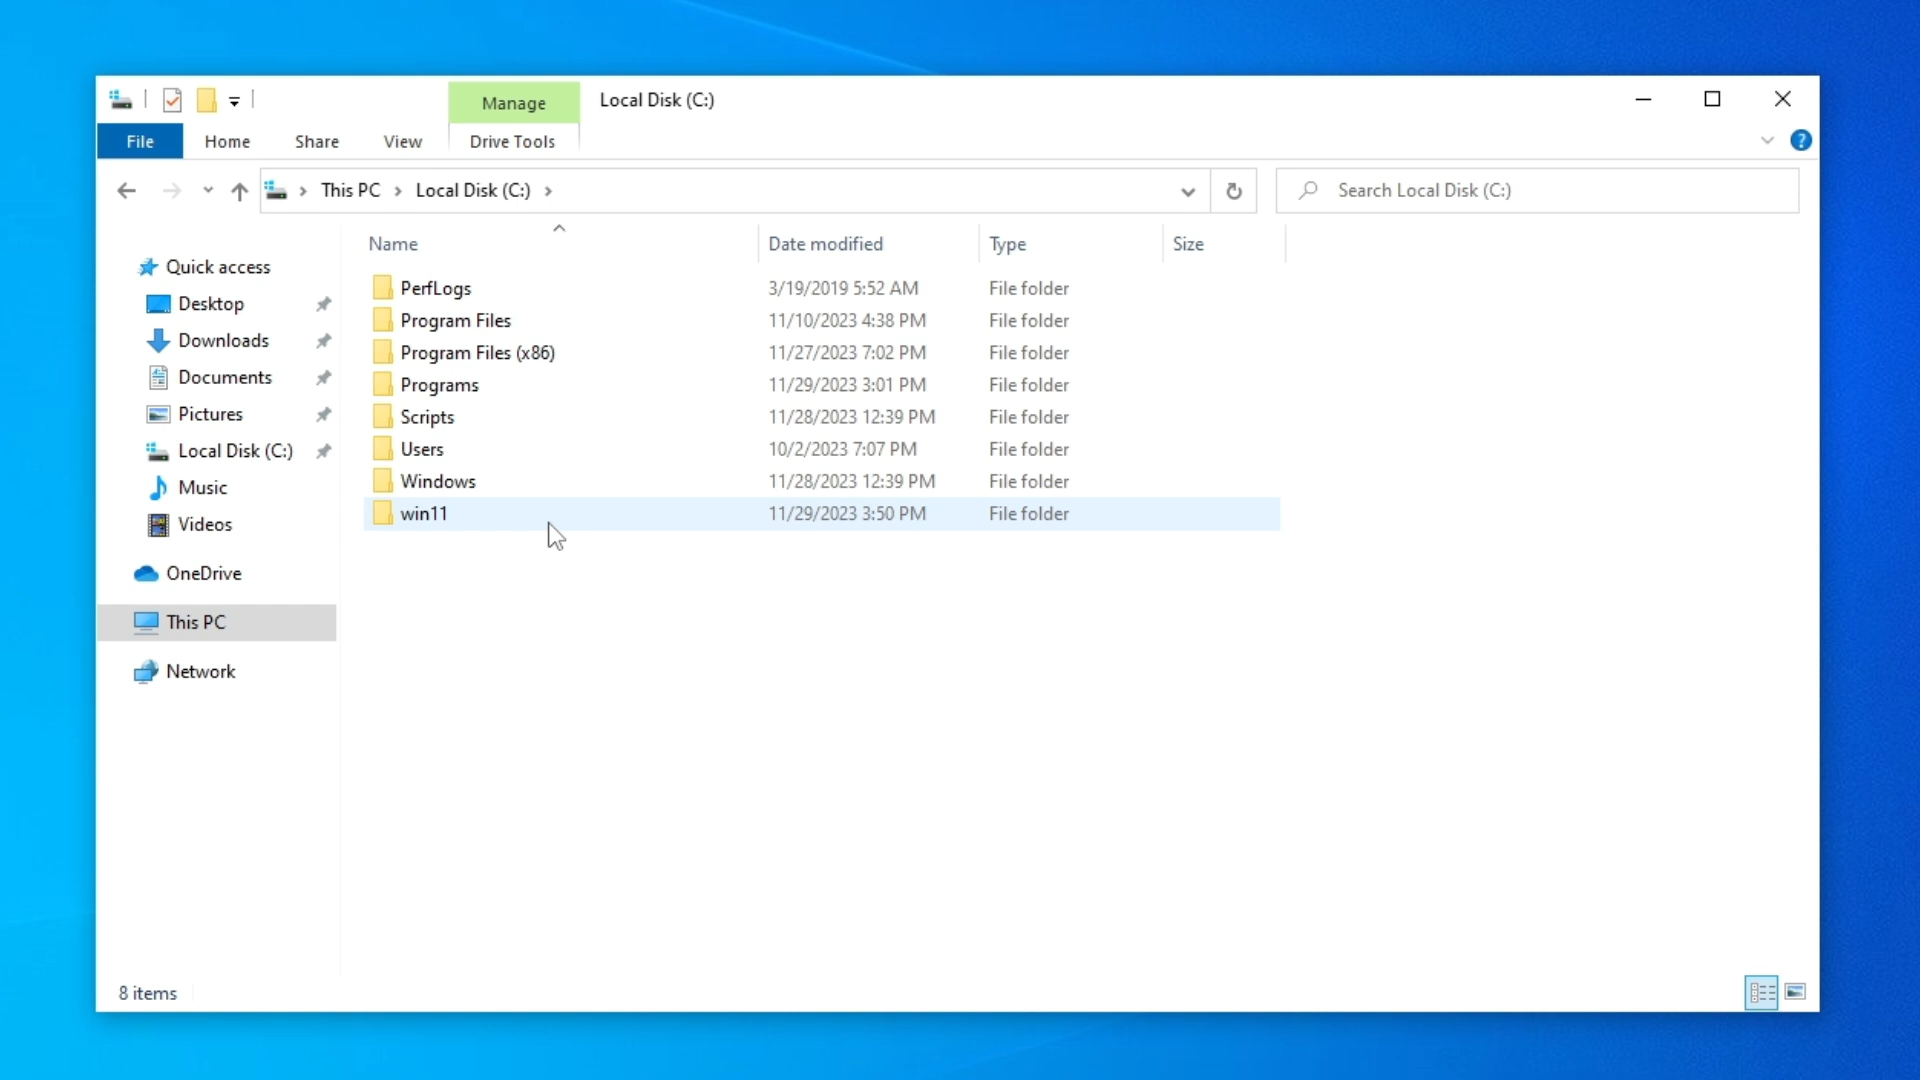 Manage
Local Disk (C:)
File
Home
Share
View
Drive Tools
?
This PC
Local Disk (C:)
Search Local Disk (C:)
Name
Date modified
Type
Size
Quick access
Desktop
Downloads
Documents
Pictures
Local Disk (C:)
Music
Videos
OneDrive
This PC
Network
PerfLogs 3/19/2019 5:52 AM File folder
Program Files 11/10/2023 4:38 PM File folder
Program Files (x86) 11/27/2023 7:02 PM File folder
Programs 11/29/2023 3:01 PM File folder
Scripts 11/28/2023 12:39 PM File folder
Users 10/2/2023 7:07 PM File folder
Windows 11/28/2023 12:39 PM File folder
win11 11/29/2023 3:50 PM File folder
8 items